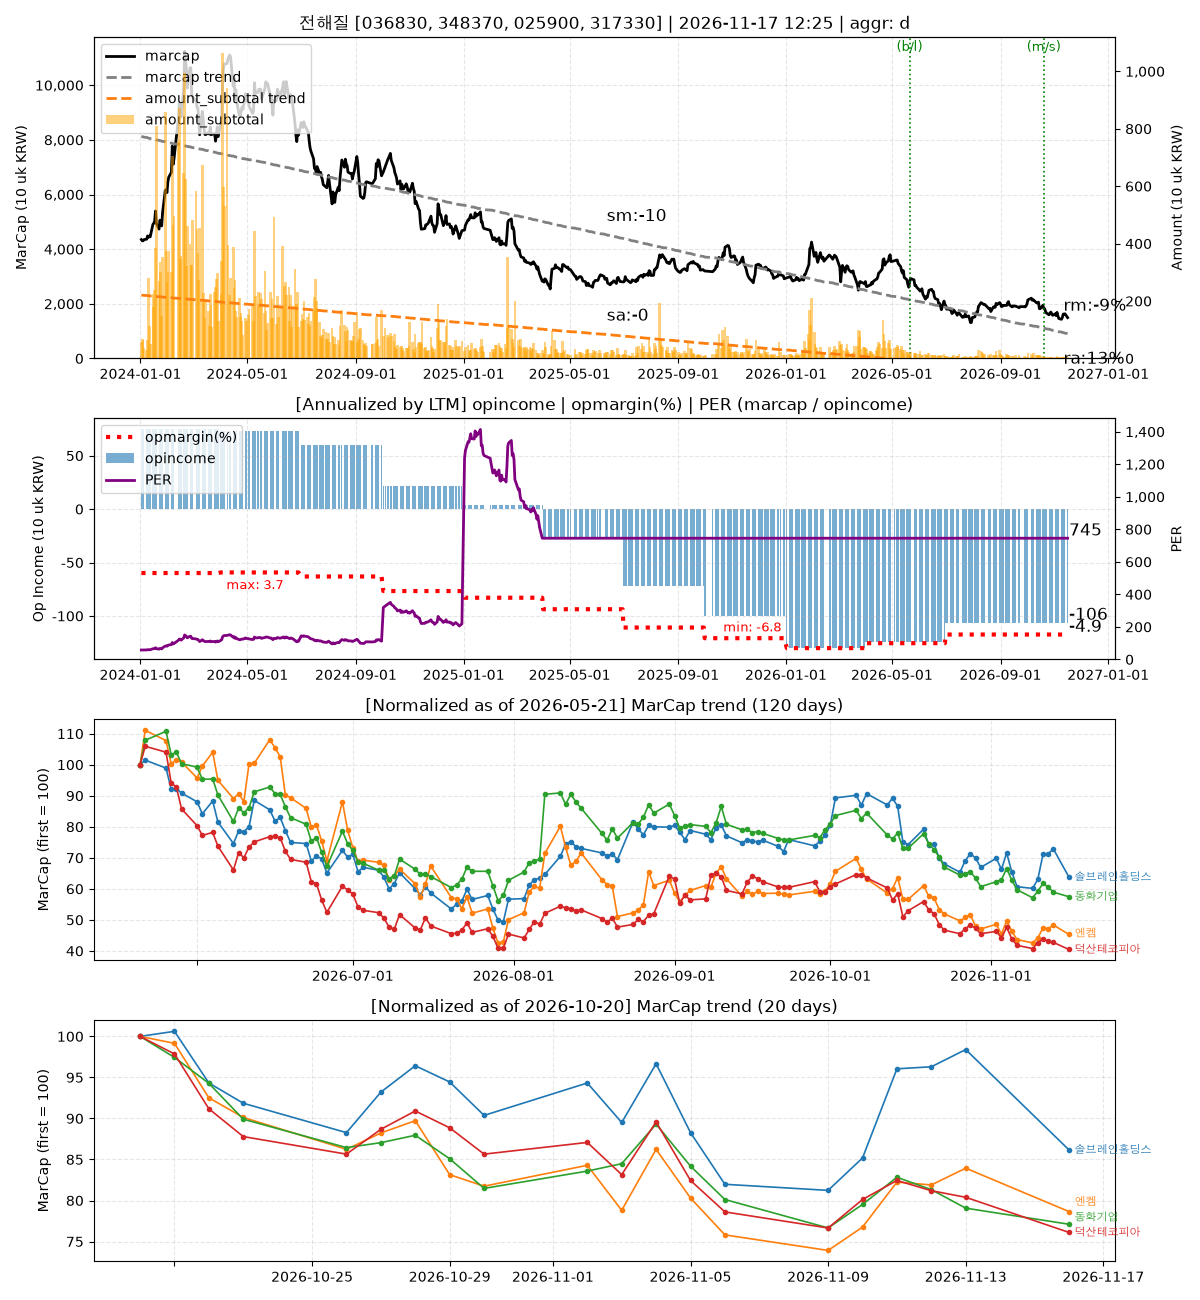 전해질 [036830, 348370, 025900, 317330] | 2026-11-17 12:25 | aggr: d
marcap
marcap trend
amount_subtotal trend
amount_subtotal
(b/l)
(m/s)
sm:-10
sa:-0
rm:-9%
ra:13%
MarCap (10 uk KRW)
10,000
8,000
6,000
4,000
2,000
0
Amount (10 uk KRW)
1,000
800
600
400
200
0
2024-01-01 2024-05-01 2024-09-01 2025-01-01 2025-05-01 2025-09-01 2026-01-01 2026-05-01 2026-09-01 2027-01-01
[Annualized by LTM] opincome | opmargin(%) | PER (marcap / opincome)
opmargin(%)
opincome
PER
max: 3.7
min: -6.8
745
-106
-4.9
Op Income (10 uk KRW)
50
0
-50
-100
PER
1,400
1,200
1,000
800
600
400
200
0
2024-01-01 2024-05-01 2024-09-01 2025-01-01 2025-05-01 2025-09-01 2026-01-01 2026-05-01 2026-09-01 2027-01-01
[Normalized as of 2026-05-21] MarCap trend (120 days)
MarCap (first = 100)
110
100
90
80
70
60
50
40
솔브레인홀딩스
동화기업
엔켐
덕산테코피아
2026-07-01 2026-08-01 2026-09-01 2026-10-01 2026-11-01
[Normalized as of 2026-10-20] MarCap trend (20 days)
MarCap (first = 100)
100
95
90
85
80
75
솔브레인홀딩스
엔켐
동화기업
덕산테코피아
2026-10-25 2026-10-29 2026-11-01 2026-11-05 2026-11-09 2026-11-13 2026-11-17